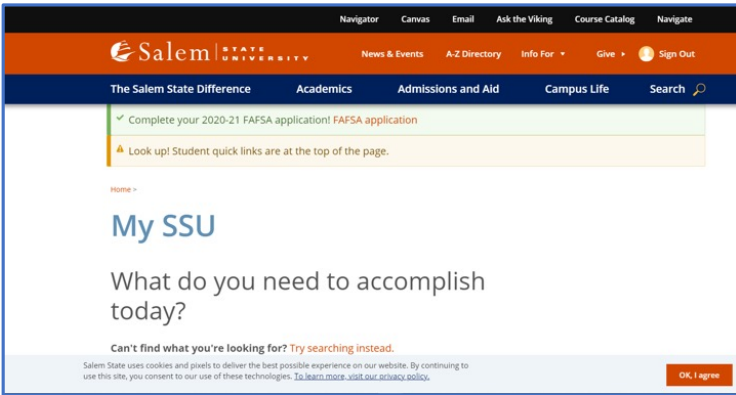 Navigator Canvas Email Ask the Viking Course Catalog Navigate
Salem STATE UNIVERSITY
News & Events A-Z Directory Info For Give Sign Out
The Salem State Difference Academics Admissions and Aid Campus Life Search
Complete your 2020-21 FAFSA application! FAFSA application
Look up! Student quick links are at the top of the page.
Home >
My SSU
What do you need to accomplish
today?
Can't find what you're looking for? Try searching instead.
Salem State uses cookies and pixels to deliver the best possible experience on our website. By continuing to
use this site, you consent to our use of these technologies. To learn more, visit our privacy policy.
OK, I agree